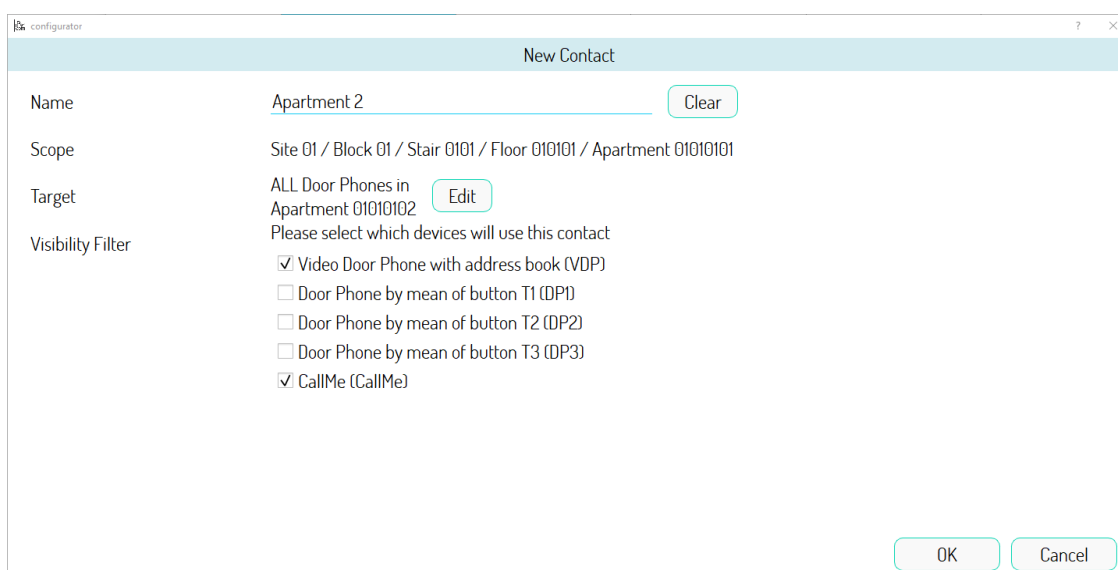 configurator ?
New Contact
Name Apartment 2 Clear
Scope Site 01 / Block 01 / Stair 0101 / Floor 010101 / Apartment 01010101
Target ALL Door Phones in
Apartment 01010102 Edit
Visibility Filter Please select which devices will use this contact
Video Door Phone with address book (VDP)
Door Phone by mean of button T1 (DP1)
Door Phone by mean of button T2 (DP2)
Door Phone by mean of button T3 (DP3)
CallMe (CallMe)
OK Cancel